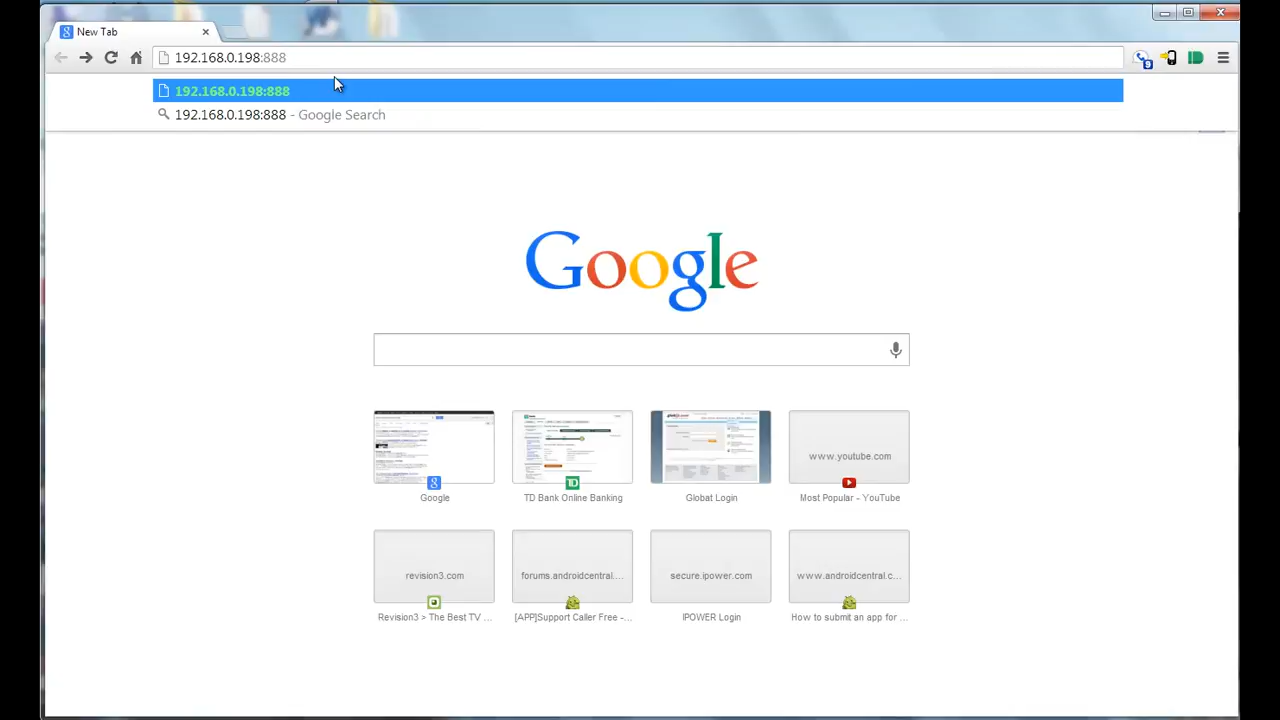 New Tab
192.168.0.198:888
192.168.0.198:888
192.168.0.198:888 - Google Search
Google
Google
TD Bank Online Banking
Globat Login
www.youtube.com
Most Popular - YouTube
revision3.com
forums.androidcentral....
secure.ipower.com
www.androidcentral.c...
Revision3 > The Best TV ...
[APP]Support Caller Free -...
IPOWER Login
How to submit an app for ...